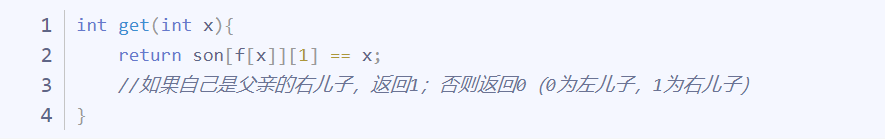 1 int get(int x){
2 return son[f[x]][1] == x;
3 //如果自己是父亲的右儿子，返回1；否则返回0（0为左儿子，1为右儿子）
4 }